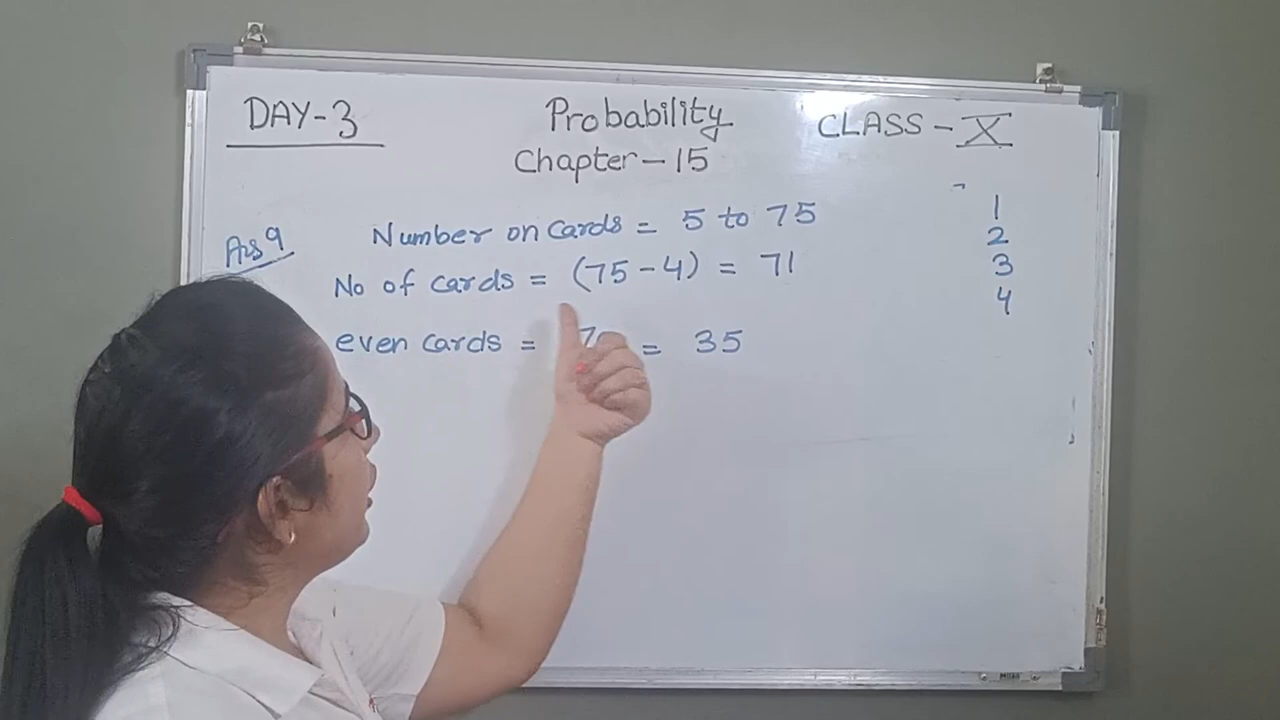 DAY-3
Probability
CLASS-X
Chapter-15
Ans 9
Number on cards = 5 to 75
No of cards = (75-4) = 71
even cards = = 35
1
2
3
4